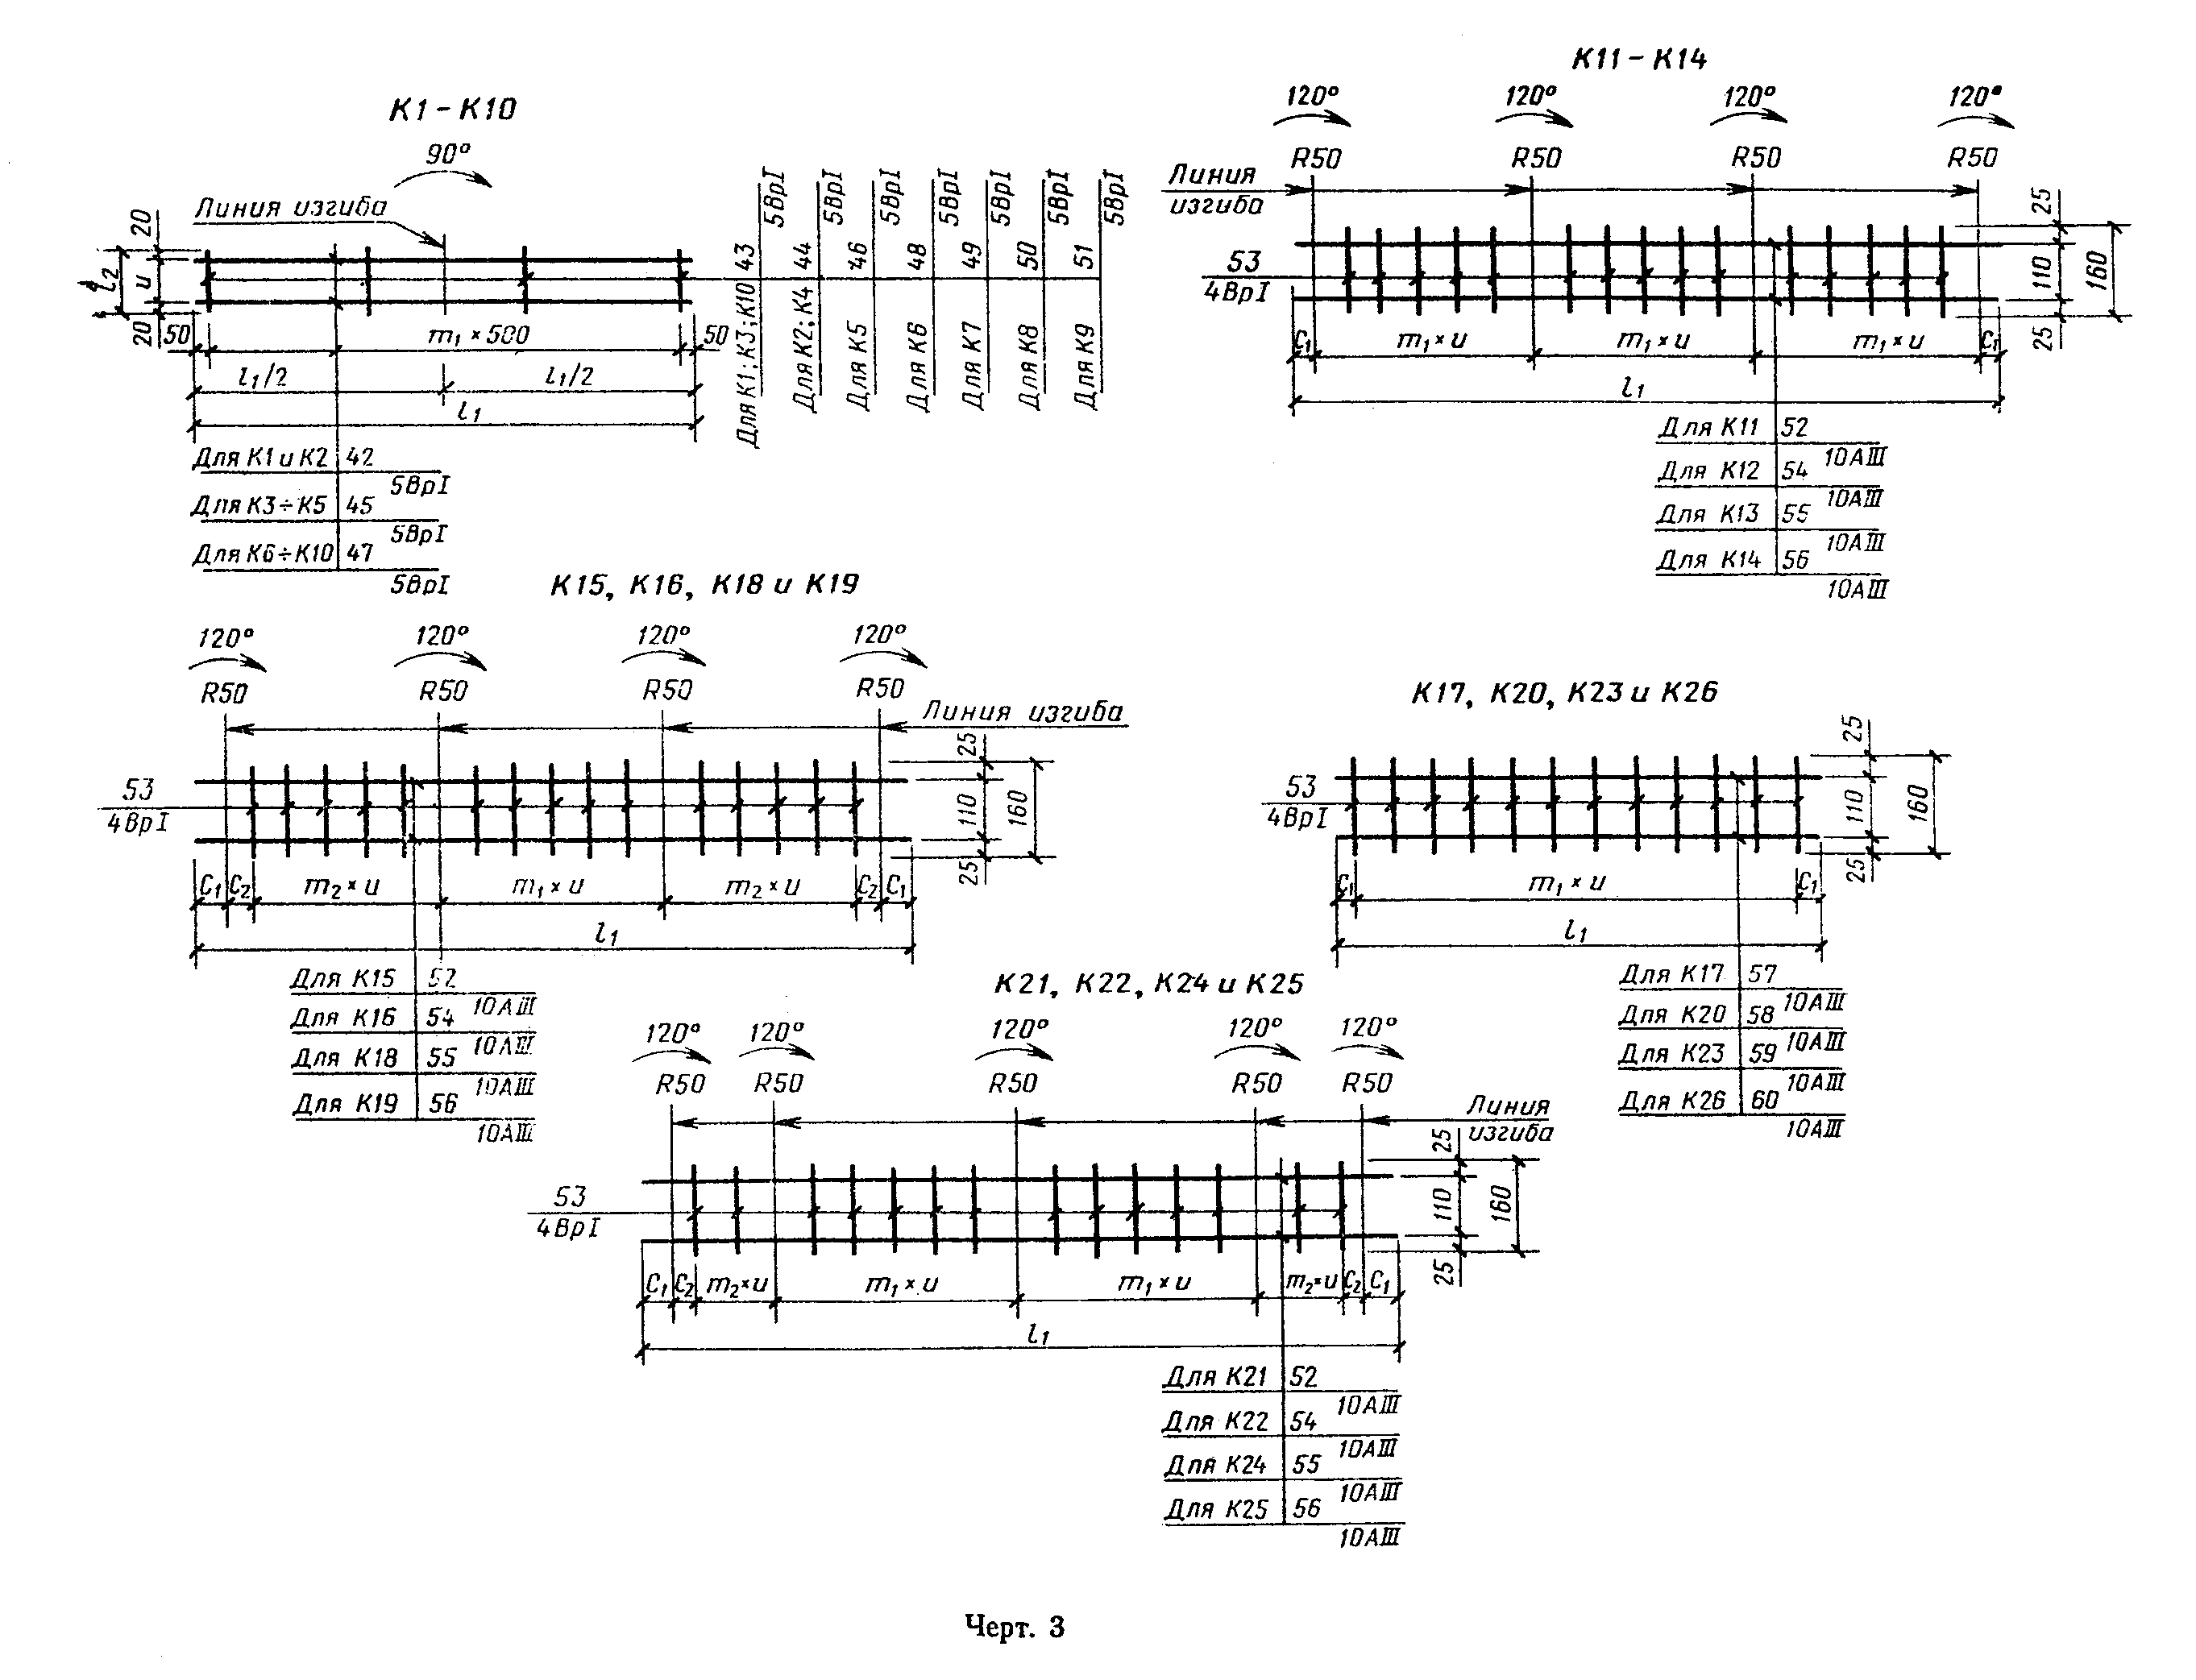 К1 – К10
90°
Линия изгиба
20
l2
u
20
50
m1 × 500
50
l1/2
l1/2
l1
Для К1 и К2 42
5ВрI
Для К3÷К5 45
5ВрI
Для К6÷К10 47
5ВрI
Для К1; К3; К10 43 5ВрI
Для К2; К4 44 5ВрI
Для К5 46 5ВрI
Для К6 48 5ВрI
Для К7 49 5ВрI
Для К8 50 5ВрI
Для К9 51 5ВрI
К11 – К14
120° 120° 120° 120°
R50 R50 R50 R50
Линия
изгиба
53
4ВрI
25
110
160
25
C1 m1 × u m1 × u m1 × u C1
l1
Для К11 52
10АIII
Для К12 54
10АIII
Для К13 55
10АIII
Для К14 56
10АIII
К15, К16, К18 и К19
120° 120° 120° 120°
R50 R50 R50 R50
Линия изгиба
53
4ВрI
25
110
160
25
C1 C2 m2 × u m1 × u m2 × u C2 C1
l1
Для К15 52
10АIII
Для К16 54
10АIII
Для К18 55
10АIII
Для К19 56
10АIII
К17, К20, К23 и К26
53
4ВрI
25
110
160
25
C1 m1 × u C1
l1
Для К17 57
10АIII
Для К20 58
10АIII
Для К23 59
10АIII
Для К26 60
10АIII
К21, К22, К24 и К25
120° 120° 120° 120° 120°
R50 R50 R50 R50 R50
Линия
изгиба
53
4ВрI
25
110
160
25
C1 C2 m2 × u m1 × u m1 × u m2 × u C2 C1
l1
Для К21 52
10АIII
Для К22 54
10АIII
Для К24 55
10АIII
Для К25 56
10АIII
Черт. 3